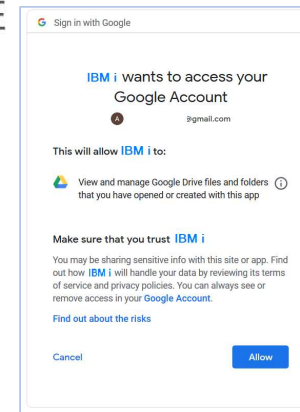 Sign in with Google
IBM i wants to access your
Google Account
A
@gmail.com
This will allow IBM i to:
View and manage Google Drive files and folders
that you have opened or created with this app
Make sure that you trust IBM i
You may be sharing sensitive info with this site or app. Find
out how IBM i will handle your data by reviewing its terms
of service and privacy policies. You can always see or
remove access in your Google Account.
Find out about the risks
Cancel
Allow